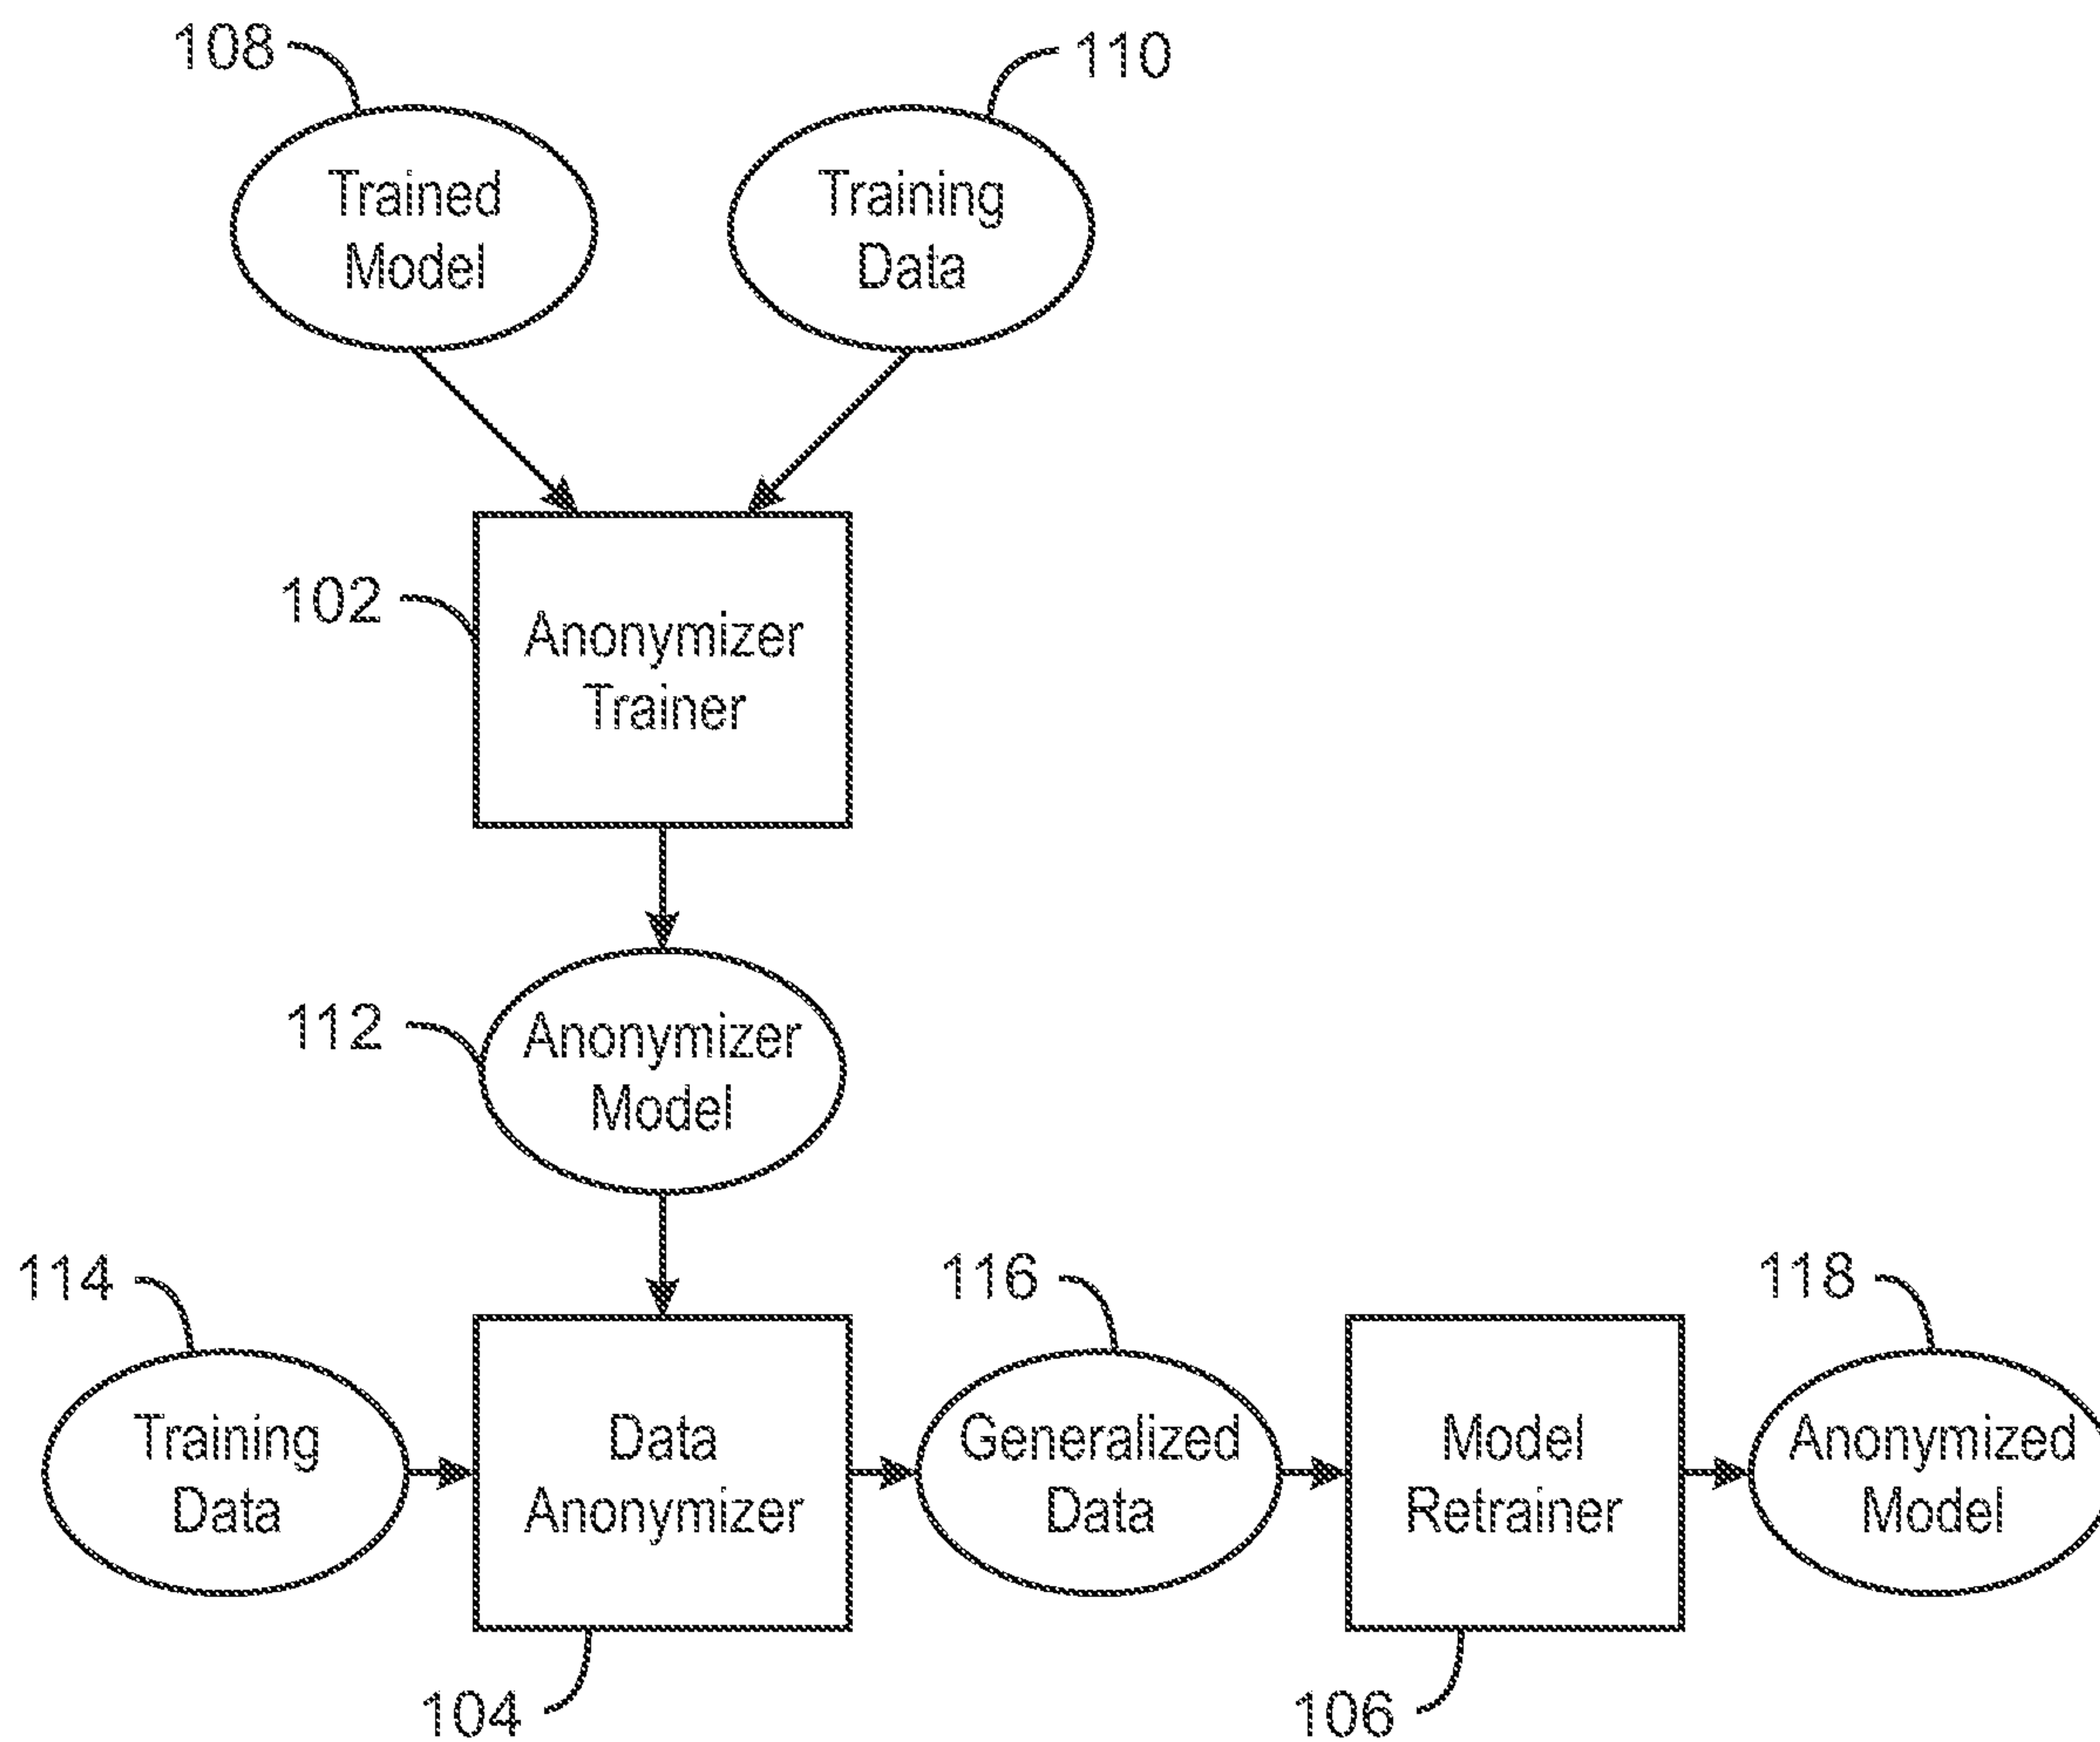 108
110
Trained
Model
Training
Data
102
Anonymizer
Trainer
112
Anonymizer
Model
114
116
118
Training
Data
Data
Anonymizer
Generalized
Data
Model
Retrainer
Anonymized
Model
104
106